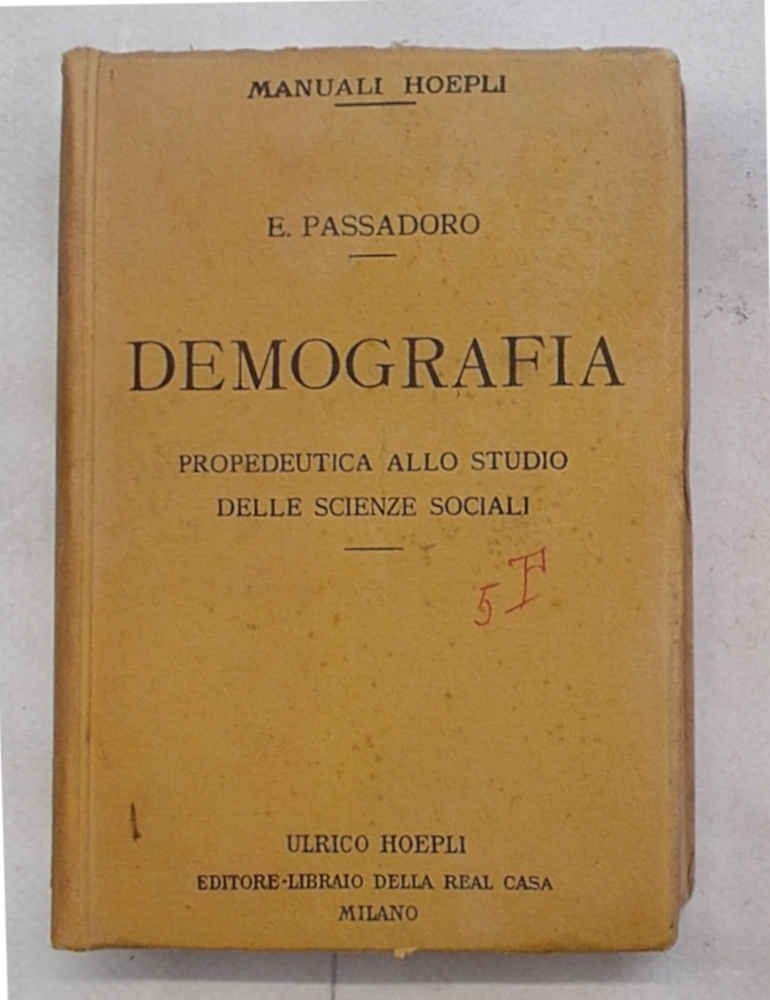 MANUALI HOEPLI
E. PASSADORO
DEMOGRAFIA
PROPEDEUTICA ALLO STUDIO
DELLE SCIENZE SOCIALI
5 F
ULRICO HOEPLI
EDITORE-LIBRAIO DELLA REAL CASA
MILANO